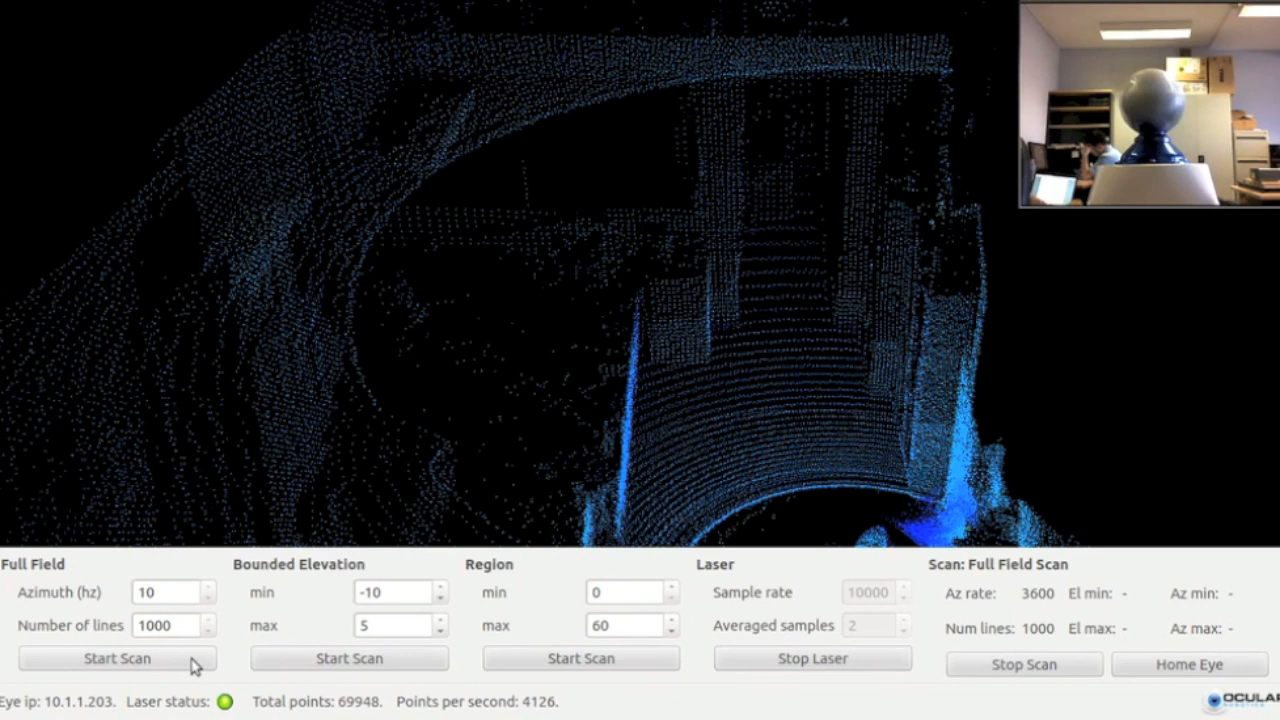 Full Field Bounded Elevation Region Laser Scan: Full Field Scan
Azimuth (hz) 10 min -10 min 0 Sample rate 10000 Az rate: 3600 El min: - Az min: -
Number of lines 1000 max 5 max 60 Averaged samples 2 Num lines: 1000 El max: - Az max: -
Start Scan Start Scan Start Scan Stop Laser Stop Scan Home Eye
Eye ip: 10.1.1.203. Laser status: Total points: 69948. Points per second: 4126.
OCULAR
ROBOTICS